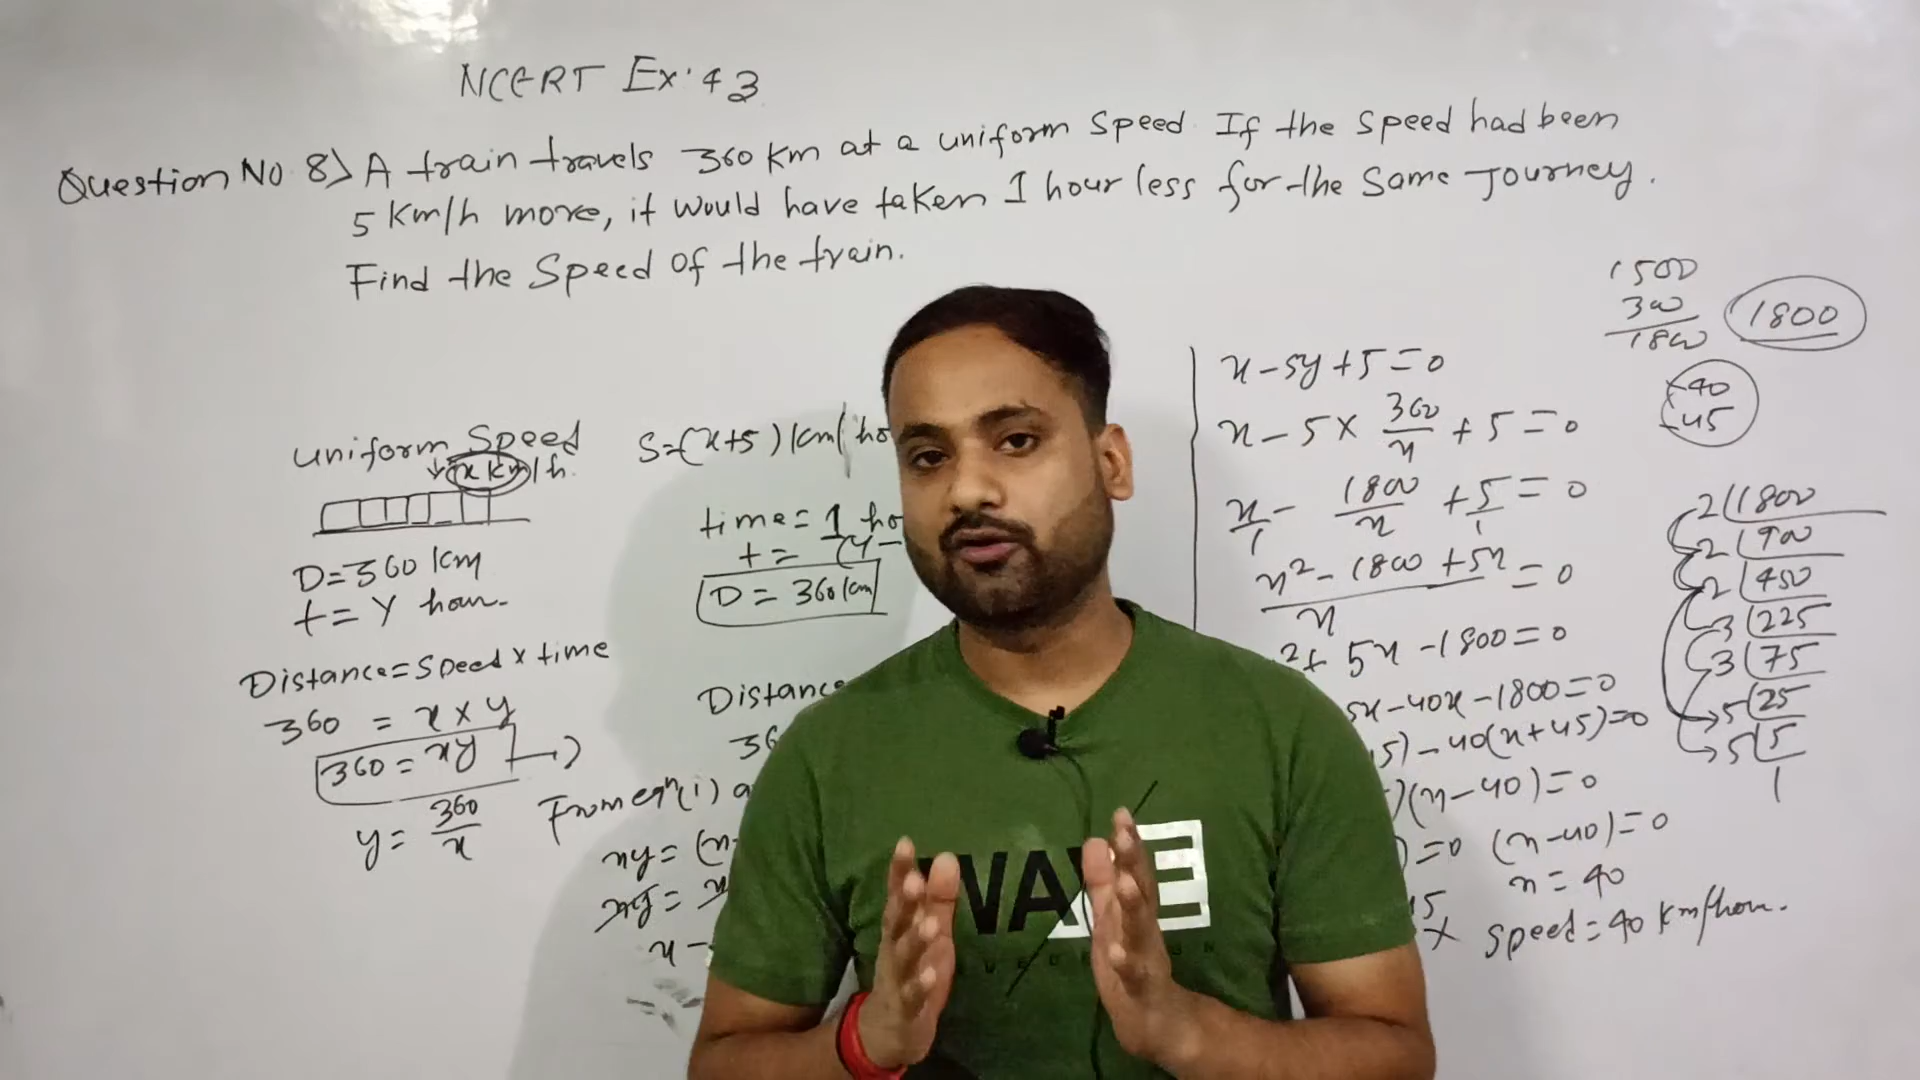 NCERT Ex: 4 3
Question No 8) A train travels 360 km at a uniform speed. If the speed had been
5 Km/h more, it would have taken 1 hour less for the same Journey.
Find the Speed of the train.
uniform Speed
x km/h.
D=360 km
t= y hour.
Distance=Speed×time
360 = x × y
360 = xy
y= 360/x
S=(x+5) km/ho
time= 1 ho
t= (y-
D = 360 km
Distance
36
From eqn (i) a
xy= (x
xy= x
x -
x-5y+5=0
x-5× 360/x +5=0
x/1 - 1800/x +5/1 =0
x²-1800+5x / x =0
²+ 5x-1800=0
5x-40x-1800=0
5)-40(x+45)=0
)(x-40)=0
)=0 (x-40)=0
x=40
5
× Speed=40 Km/hour.
1500
300
1800
1800
40
45
2 1800
2 900
2 450
3 225
3 75
5 25
5 5
1
WAVE